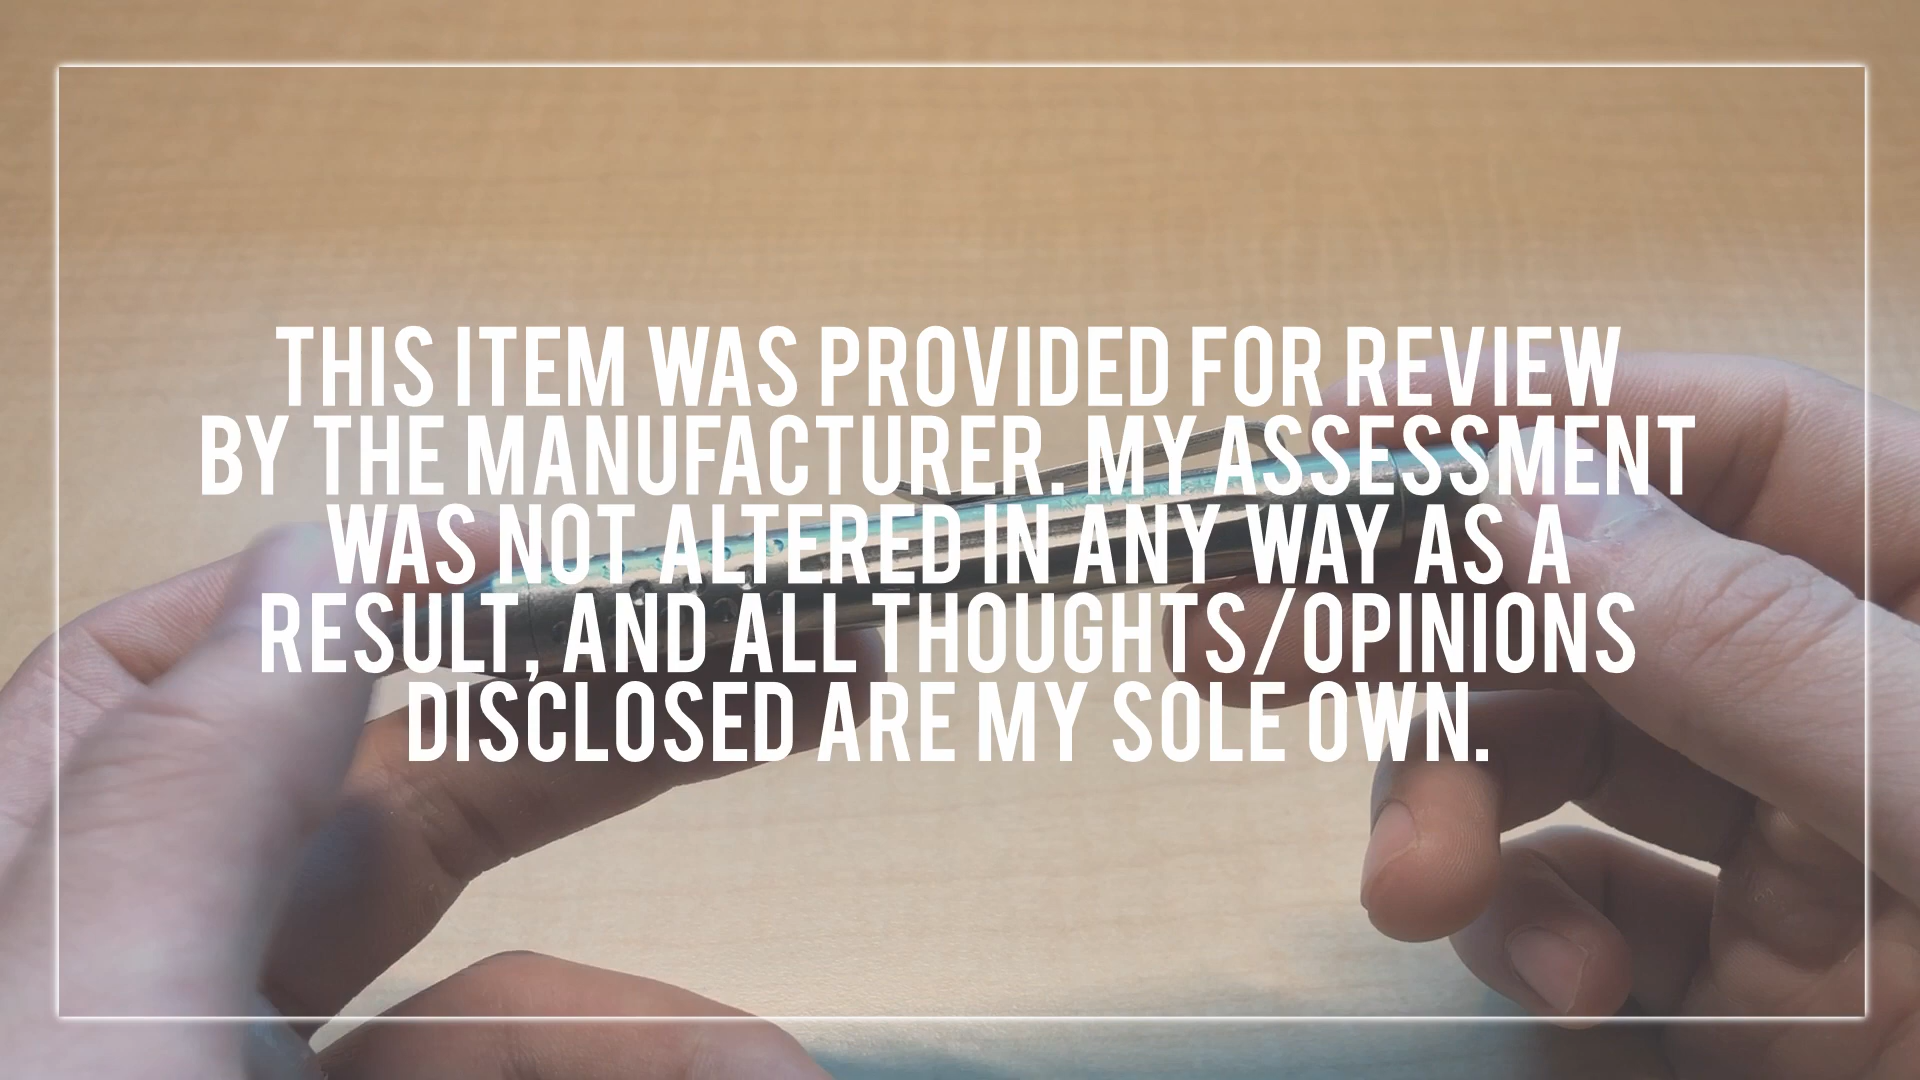 THIS ITEM WAS PROVIDED FOR REVIEW
BY THE MANUFACTURER. MY ASSESSMENT
WAS NOT ALTERED IN ANY WAY AS A
RESULT, AND ALL THOUGHTS/OPINIONS
DISCLOSED ARE MY SOLE OWN.